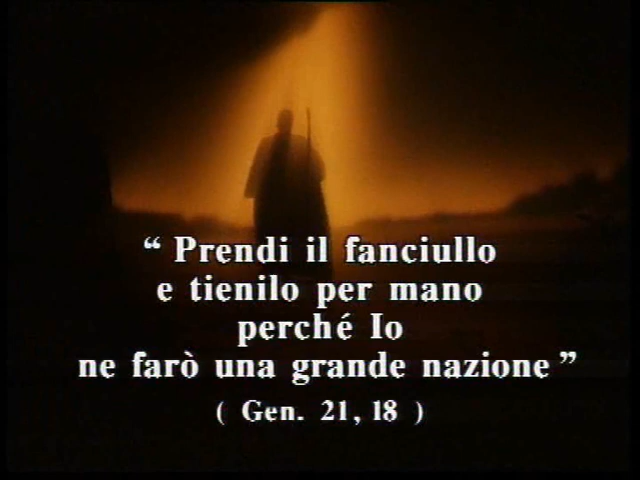 “ Prendi il fanciullo
e tienilo per mano
perché Io
ne farò una grande nazione ”
( Gen. 21, 18 )